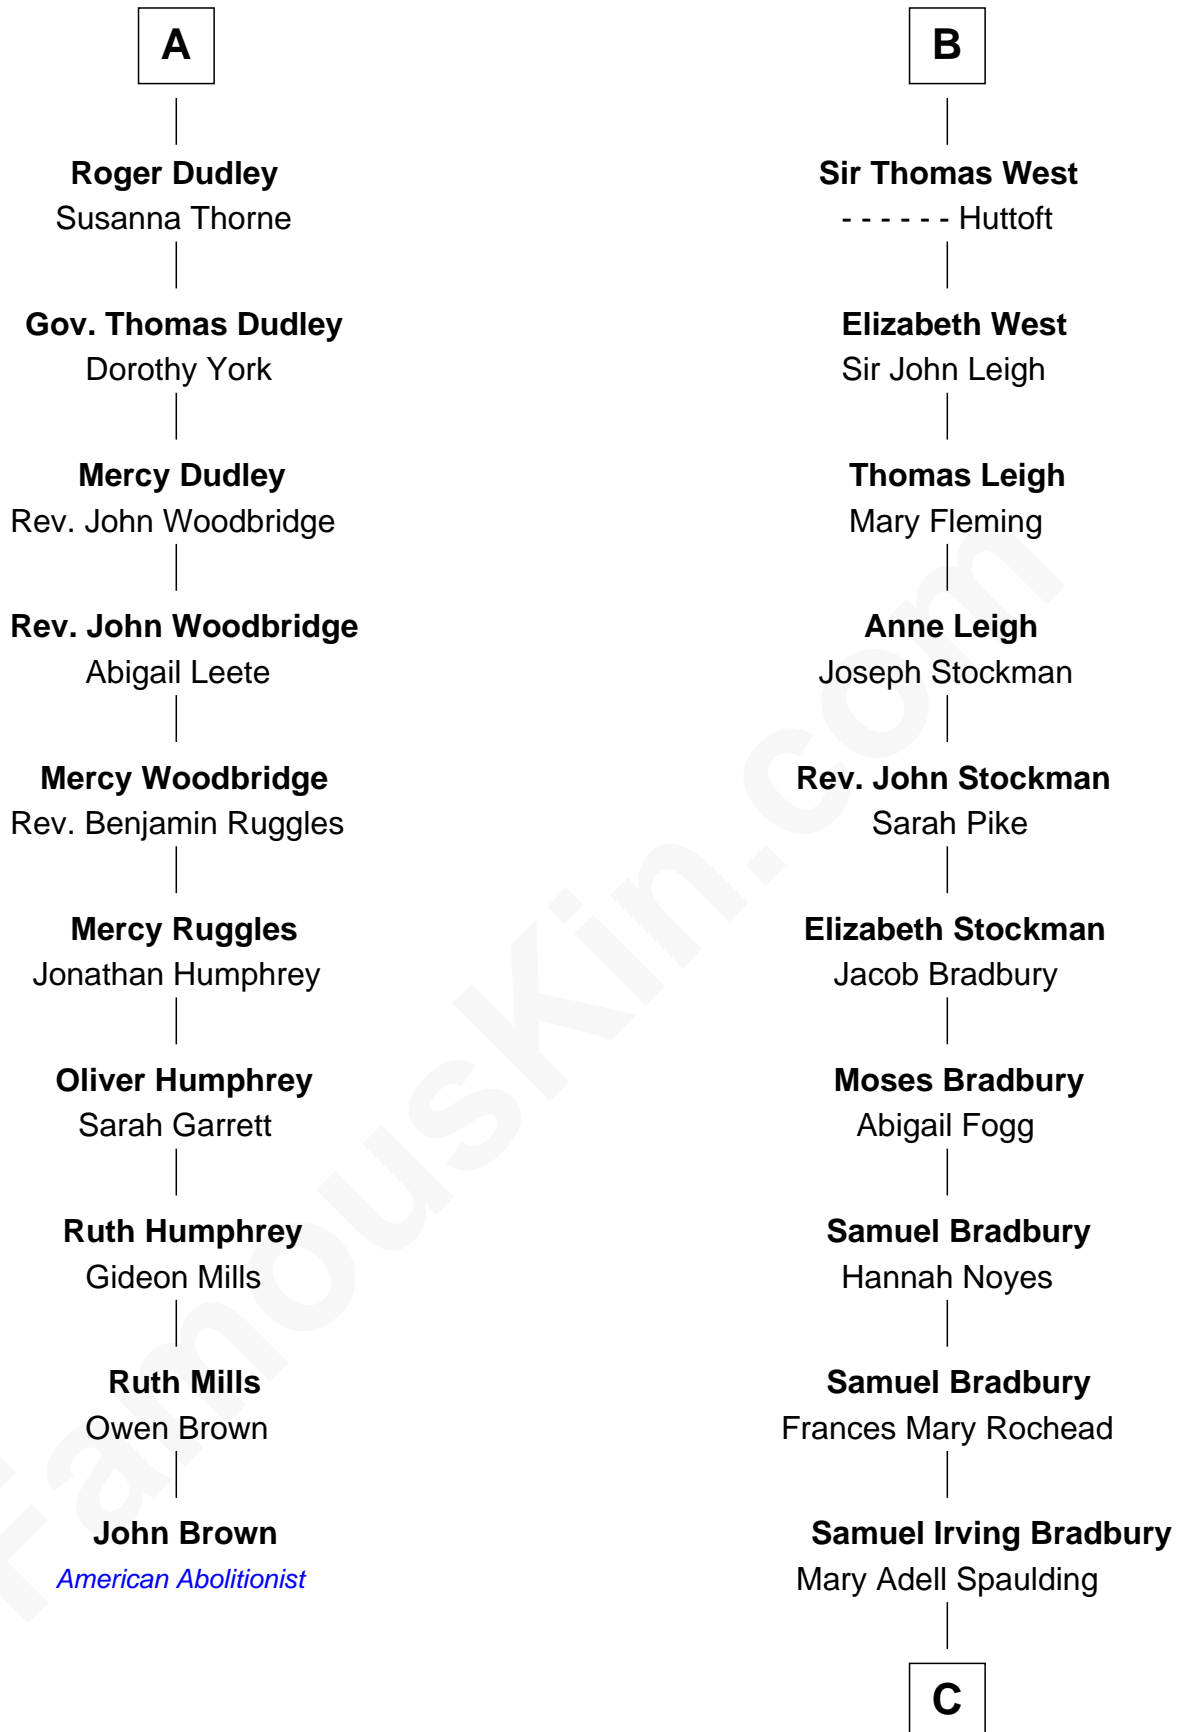 A
Roger Dudley
Susanna Thorne
Gov. Thomas Dudley
Dorothy York
Mercy Dudley
Rev. John Woodbridge
Rev. John Woodbridge
Abigail Leete
Mercy Woodbridge
Rev. Benjamin Ruggles
Mercy Ruggles
Jonathan Humphrey
Oliver Humphrey
Sarah Garrett
Ruth Humphrey
Gideon Mills
Ruth Mills
Owen Brown
John Brown
American Abolitionist
B
Sir Thomas West
- - - - - - Huttoft
Elizabeth West
Sir John Leigh
Thomas Leigh
Mary Fleming
Anne Leigh
Joseph Stockman
Rev. John Stockman
Sarah Pike
Elizabeth Stockman
Jacob Bradbury
Moses Bradbury
Abigail Fogg
Samuel Bradbury
Hannah Noyes
Samuel Bradbury
Frances Mary Rochead
Samuel Irving Bradbury
Mary Adell Spaulding
C
FamousKin.com